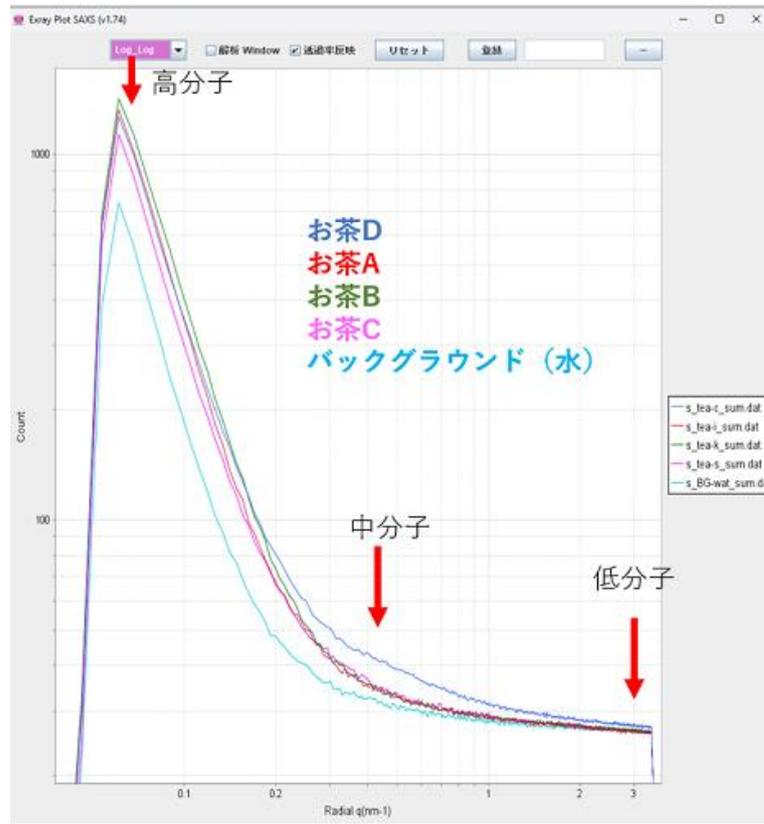 Exray Plot SAXS (v1.74)
Log_Log 解析 Window 透過率反映 リセット 登録 −
高分子
1000
お茶D
お茶A
お茶B
お茶C
バックグラウンド（水）
Count
s_tea-c_sum.dat
s_tea-i_sum.dat
s_tea-k_sum.dat
s_tea-s_sum.dat
s_BG-wat_sum.d
100
中分子
低分子
0.1 0.2 1 2 3
Radial q(nm-1)